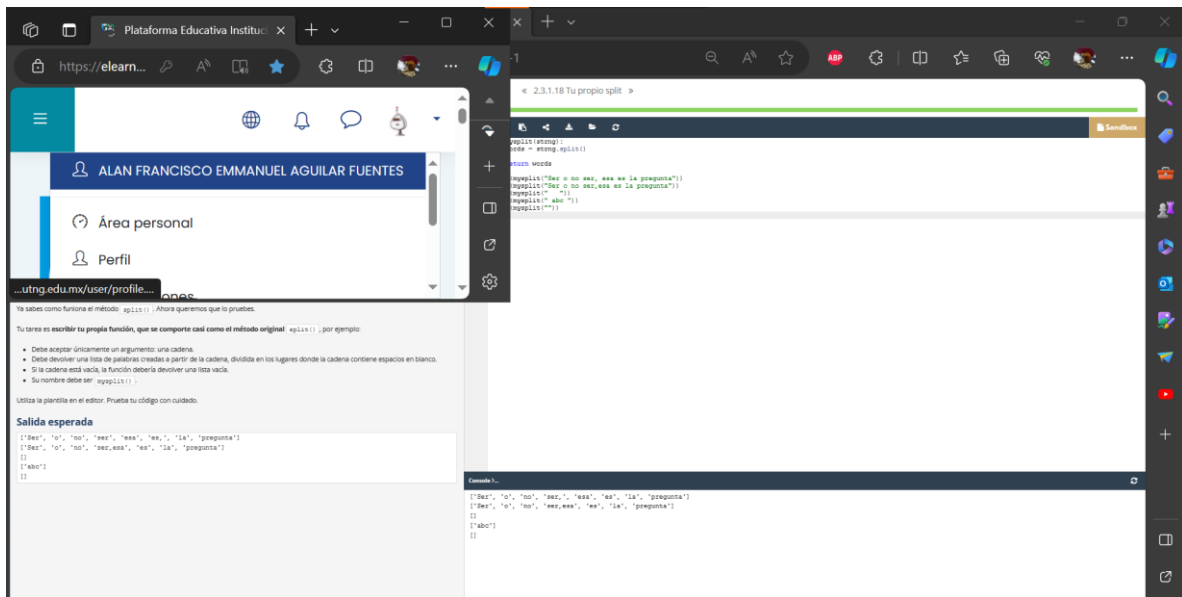 Plataforma Educativa Instituci
https://elearn...
ALAN FRANCISCO EMMANUEL AGUILAR FUENTES
Área personal
Perfil
...utng.edu.mx/user/profile....
Ya sabes como funciona el método split(). Ahora queremos que lo pruebes.
Tu tarea es escribir tu propia función, que se comporte casi como el método original split(), por ejemplo:
• Debe aceptar únicamente un argumento: una cadena.
• Debe devolver una lista de palabras creadas a partir de la cadena, dividida en los lugares donde la cadena contiene espacios en blanco.
• Si la cadena está vacía, la función debería devolver una lista vacía.
• Su nombre debe ser mysplit().
Utiliza la plantilla en el editor. Prueba tu código con cuidado.
Salida esperada
['Ser', 'o', 'no', 'ser', 'esa', 'es,', 'la', 'pregunta']
['Ser', 'o', 'no', 'ser,esa', 'es', 'la', 'pregunta']
[]
['abc']
[]
-1
ABP
« 2.3.1.18 Tu propio split »
Sandbox
ysplit(strng):
ords = strng.split()
eturn words
(mysplit("Ser o no ser, esa es la pregunta"))
(mysplit("Ser o no ser,esa es la pregunta"))
(mysplit("   "))
(mysplit(" abc "))
(mysplit(""))
Console >_
['Ser', 'o', 'no', 'ser,', 'esa', 'es', 'la', 'pregunta']
['Ser', 'o', 'no', 'ser,esa', 'es', 'la', 'pregunta']
[]
['abc']
[]